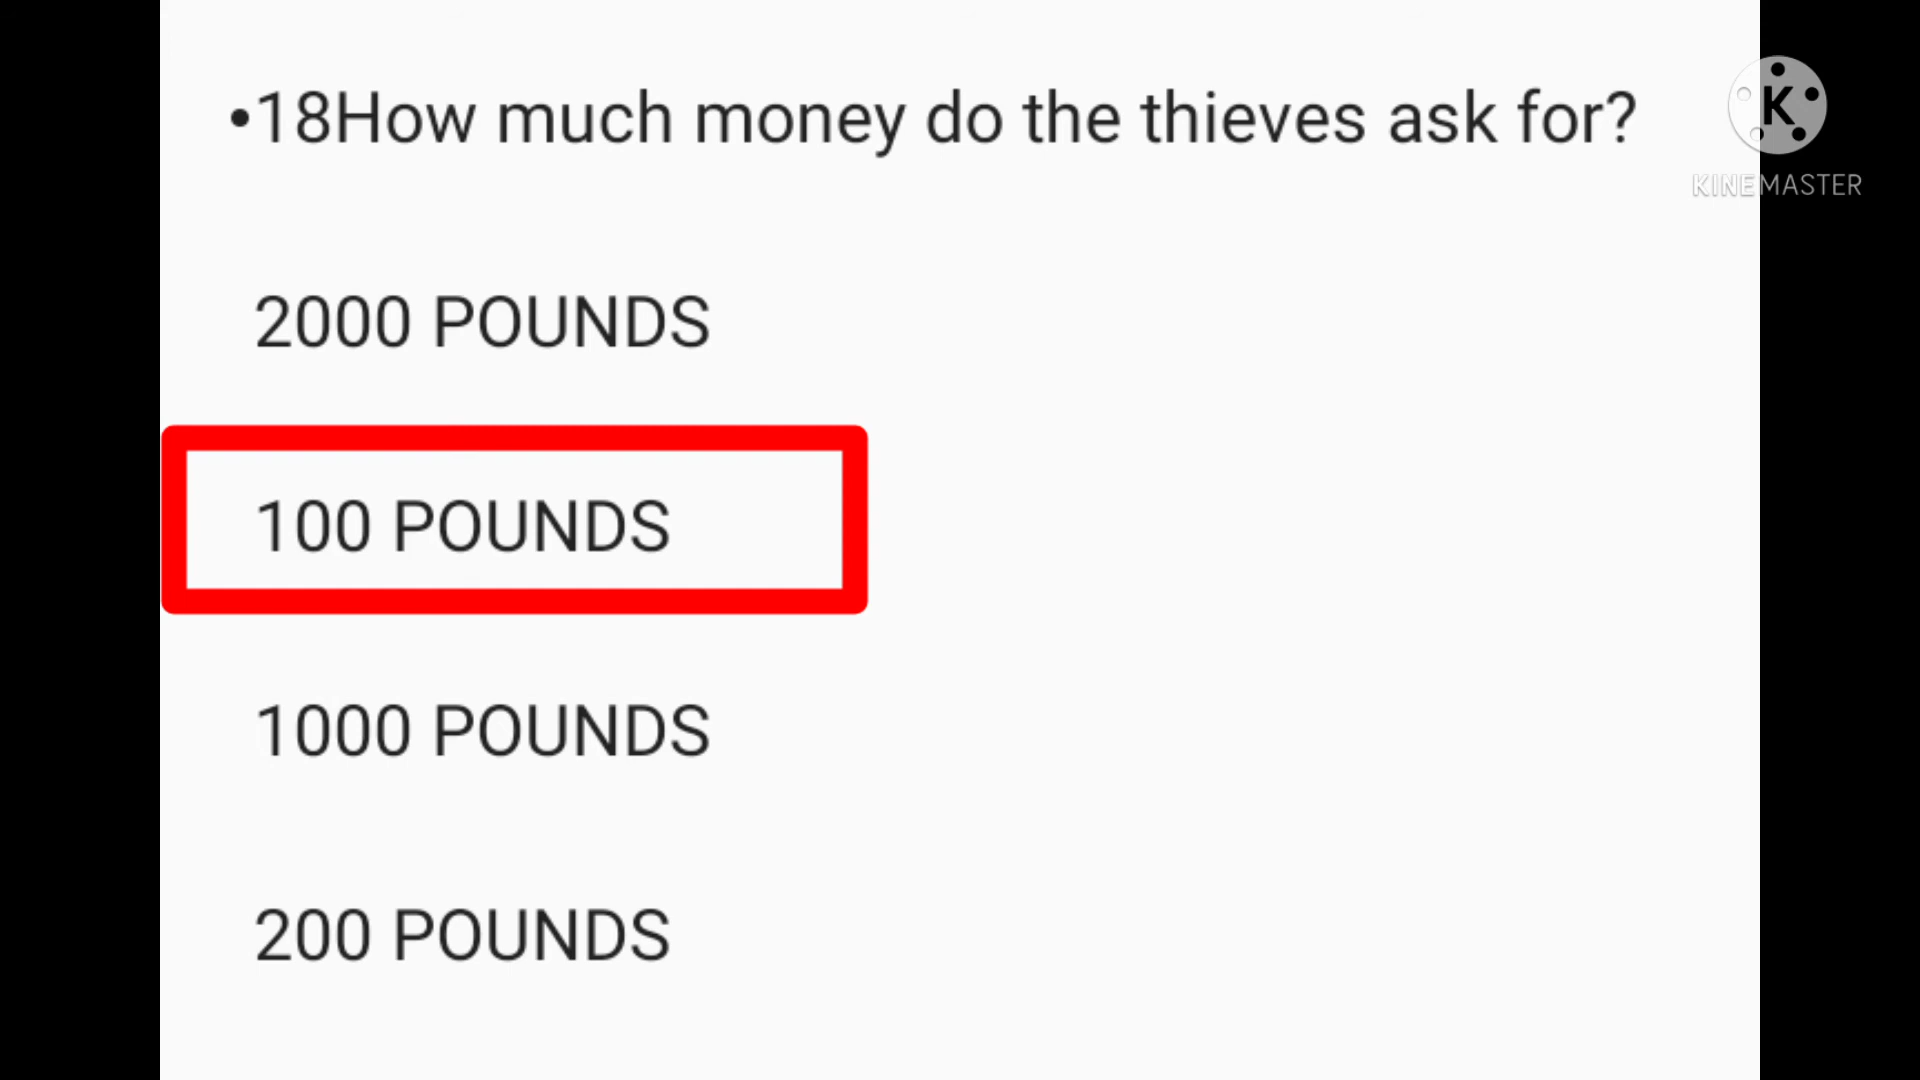 •18How much money do the thieves ask for?
K
KINEMASTER
2000 POUNDS
100 POUNDS
1000 POUNDS
200 POUNDS